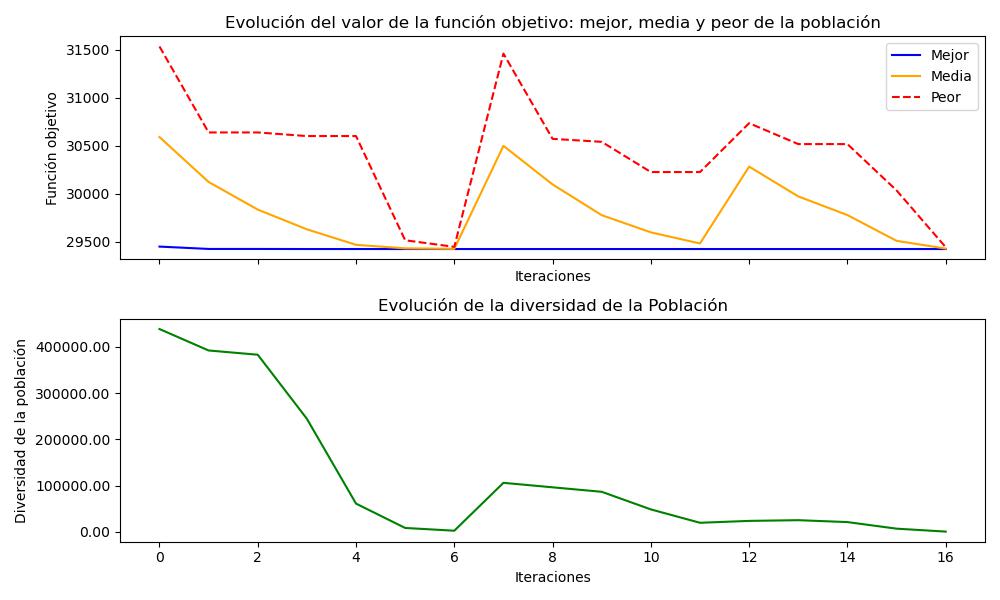 Evolución del valor de la función objetivo: mejor, media y peor de la población
31500
31000
30500
30000
29500
Función objetivo
Mejor
Media
Peor
Iteraciones
Evolución de la diversidad de la Población
400000.00
300000.00
200000.00
100000.00
0.00
Diversidad de la población
0 2 4 6 8 10 12 14 16
Iteraciones